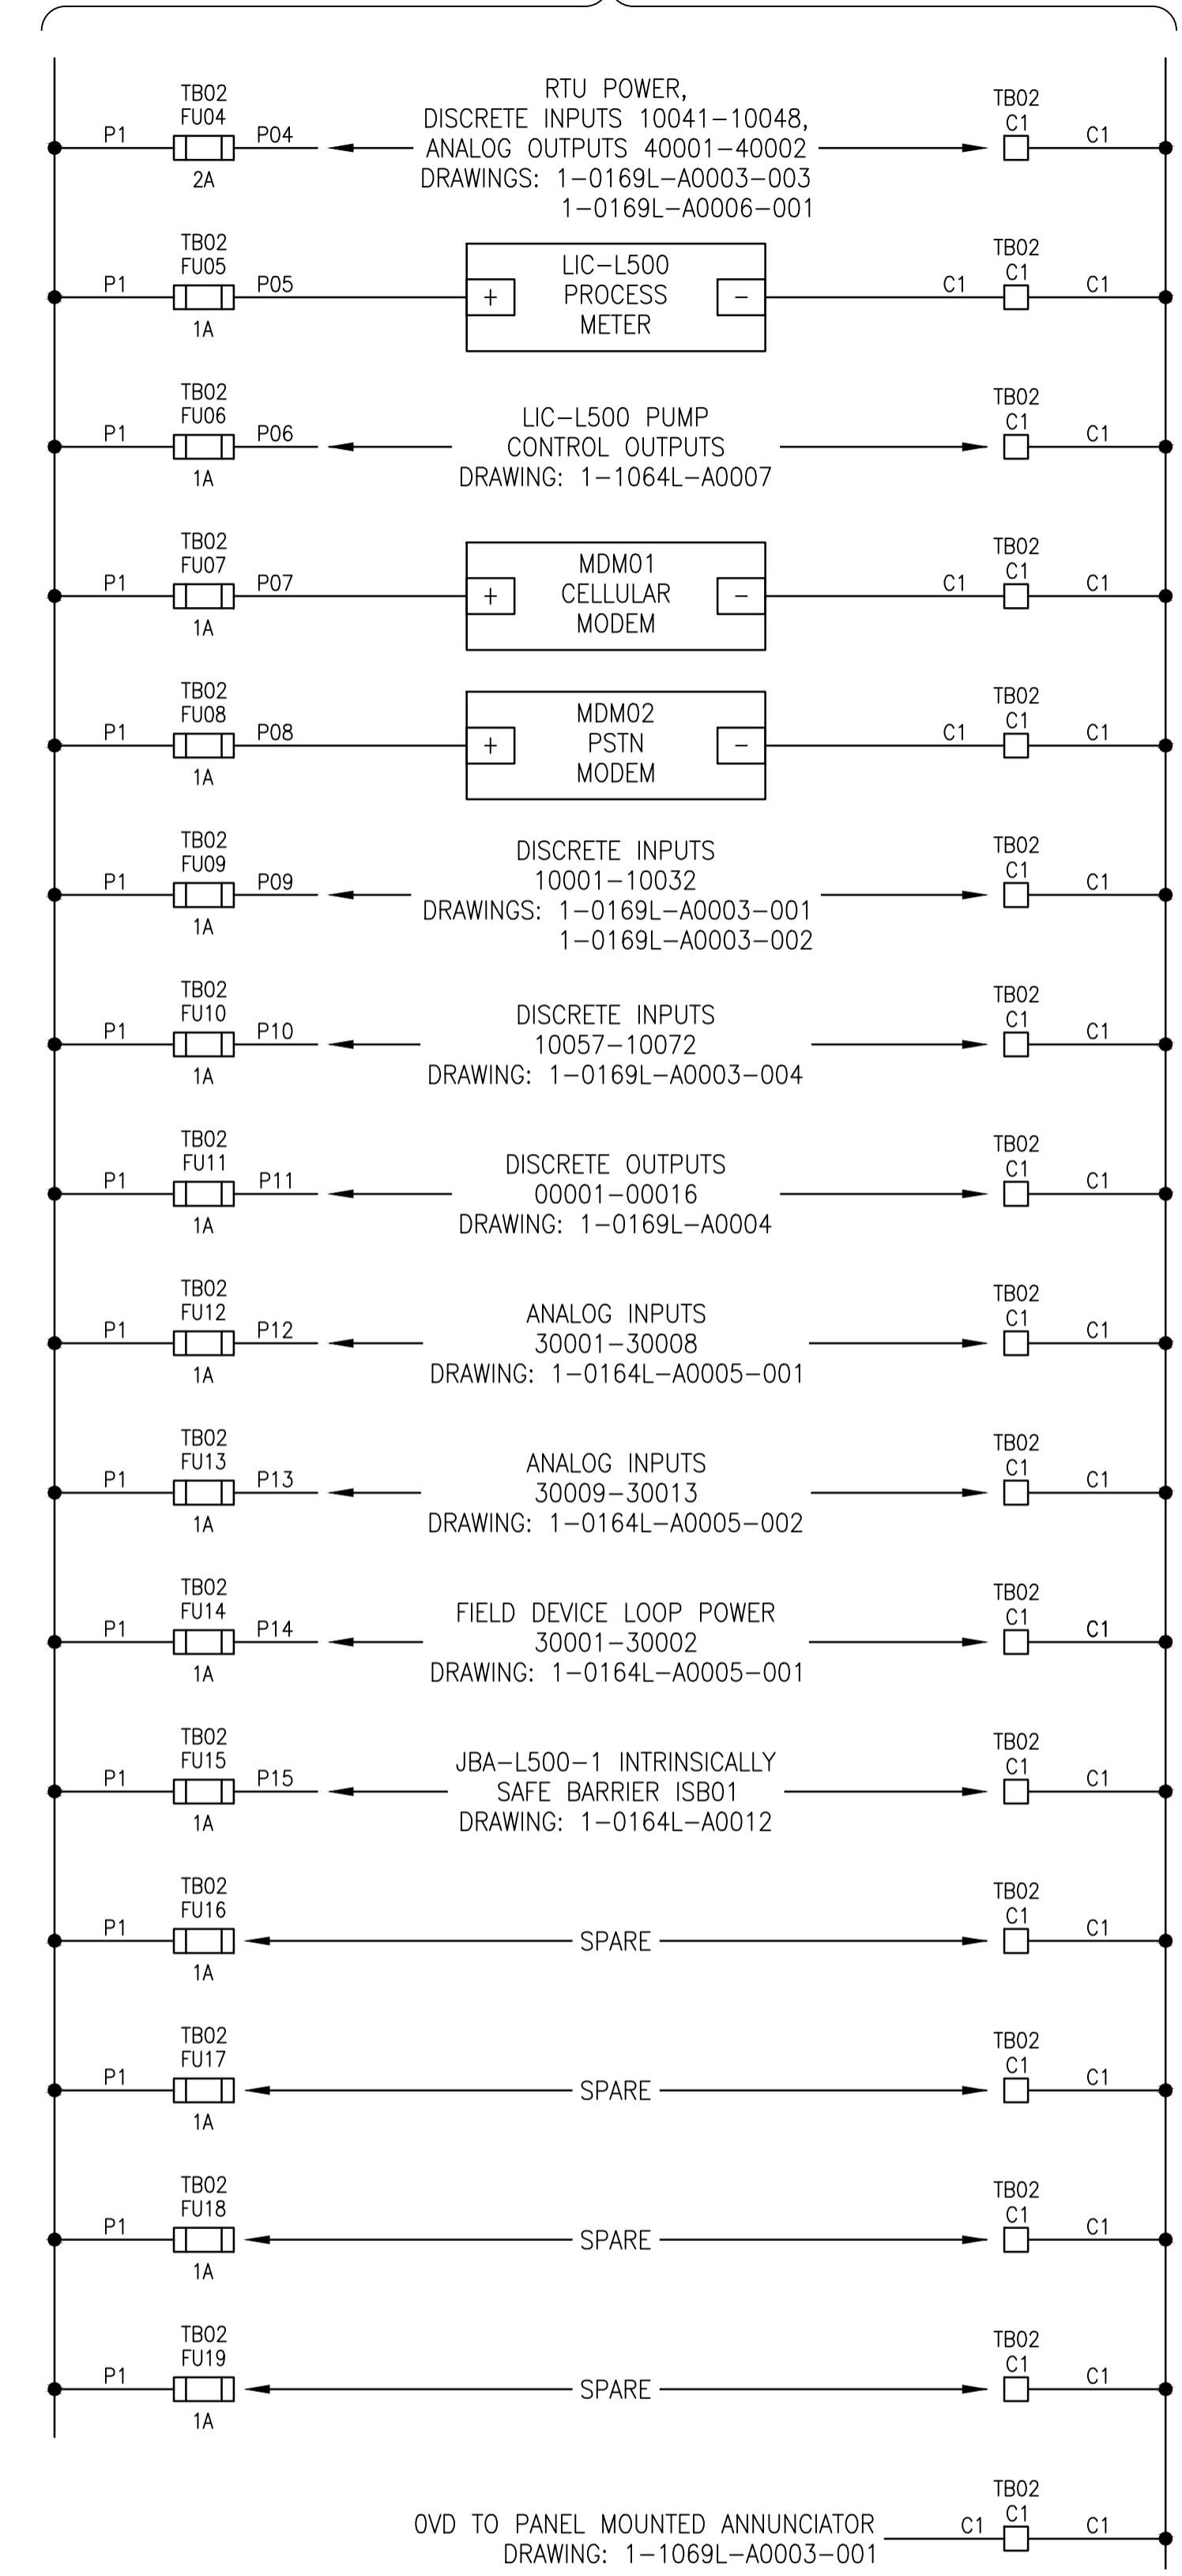 TB02
FU04
P1
P04
2A
RTU POWER,
DISCRETE INPUTS 10041-10048,
ANALOG OUTPUTS 40001-40002
DRAWINGS: 1-0169L-A0003-003
1-0169L-A0006-001
TB02
C1
C1
TB02
FU05
P1
P05
1A
+
LIC-L500
PROCESS
METER
-
C1
TB02
C1
C1
TB02
FU06
P1
P06
1A
LIC-L500 PUMP
CONTROL OUTPUTS
DRAWING: 1-1064L-A0007
TB02
C1
C1
TB02
FU07
P1
P07
1A
+
MDM01
CELLULAR
MODEM
-
C1
TB02
C1
C1
TB02
FU08
P1
P08
1A
+
MDM02
PSTN
MODEM
-
C1
TB02
C1
C1
TB02
FU09
P1
P09
1A
DISCRETE INPUTS
10001-10032
DRAWINGS: 1-0169L-A0003-001
1-0169L-A0003-002
TB02
C1
C1
TB02
FU10
P1
P10
1A
DISCRETE INPUTS
10057-10072
DRAWING: 1-0169L-A0003-004
TB02
C1
C1
TB02
FU11
P1
P11
1A
DISCRETE OUTPUTS
00001-00016
DRAWING: 1-0169L-A0004
TB02
C1
C1
TB02
FU12
P1
P12
1A
ANALOG INPUTS
30001-30008
DRAWING: 1-0164L-A0005-001
TB02
C1
C1
TB02
FU13
P1
P13
1A
ANALOG INPUTS
30009-30013
DRAWING: 1-0164L-A0005-002
TB02
C1
C1
TB02
FU14
P1
P14
1A
FIELD DEVICE LOOP POWER
30001-30002
DRAWING: 1-0164L-A0005-001
TB02
C1
C1
TB02
FU15
P1
P15
1A
JBA-L500-1 INTRINSICALLY
SAFE BARRIER ISB01
DRAWING: 1-0164L-A0012
TB02
C1
C1
TB02
FU16
P1
1A
SPARE
TB02
C1
C1
TB02
FU17
P1
1A
SPARE
TB02
C1
C1
TB02
FU18
P1
1A
SPARE
TB02
C1
C1
TB02
FU19
P1
1A
SPARE
TB02
C1
C1
0VD TO PANEL MOUNTED ANNUNCIATOR
DRAWING: 1-1069L-A0003-001
C1
TB02
C1
C1